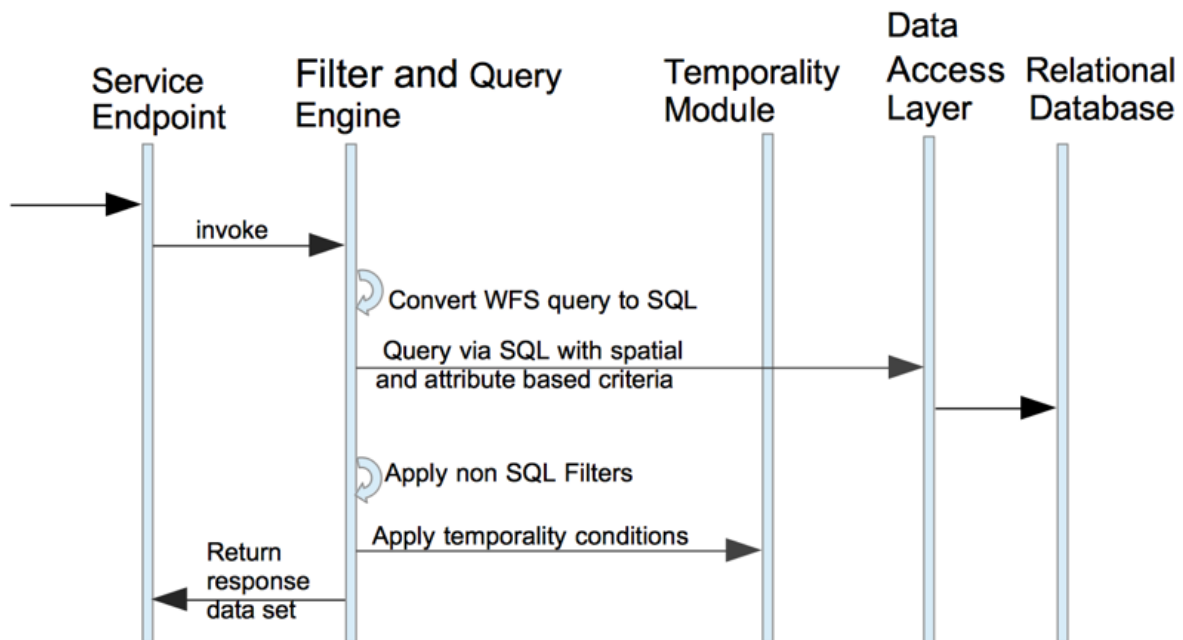 Service
Endpoint
Filter and Query
Engine
Temporality
Module
Data
Access
Layer
Relational
Database
invoke
Convert WFS query to SQL
Query via SQL with spatial
and attribute based criteria
Apply non SQL Filters
Apply temporality conditions
Return
response
data set